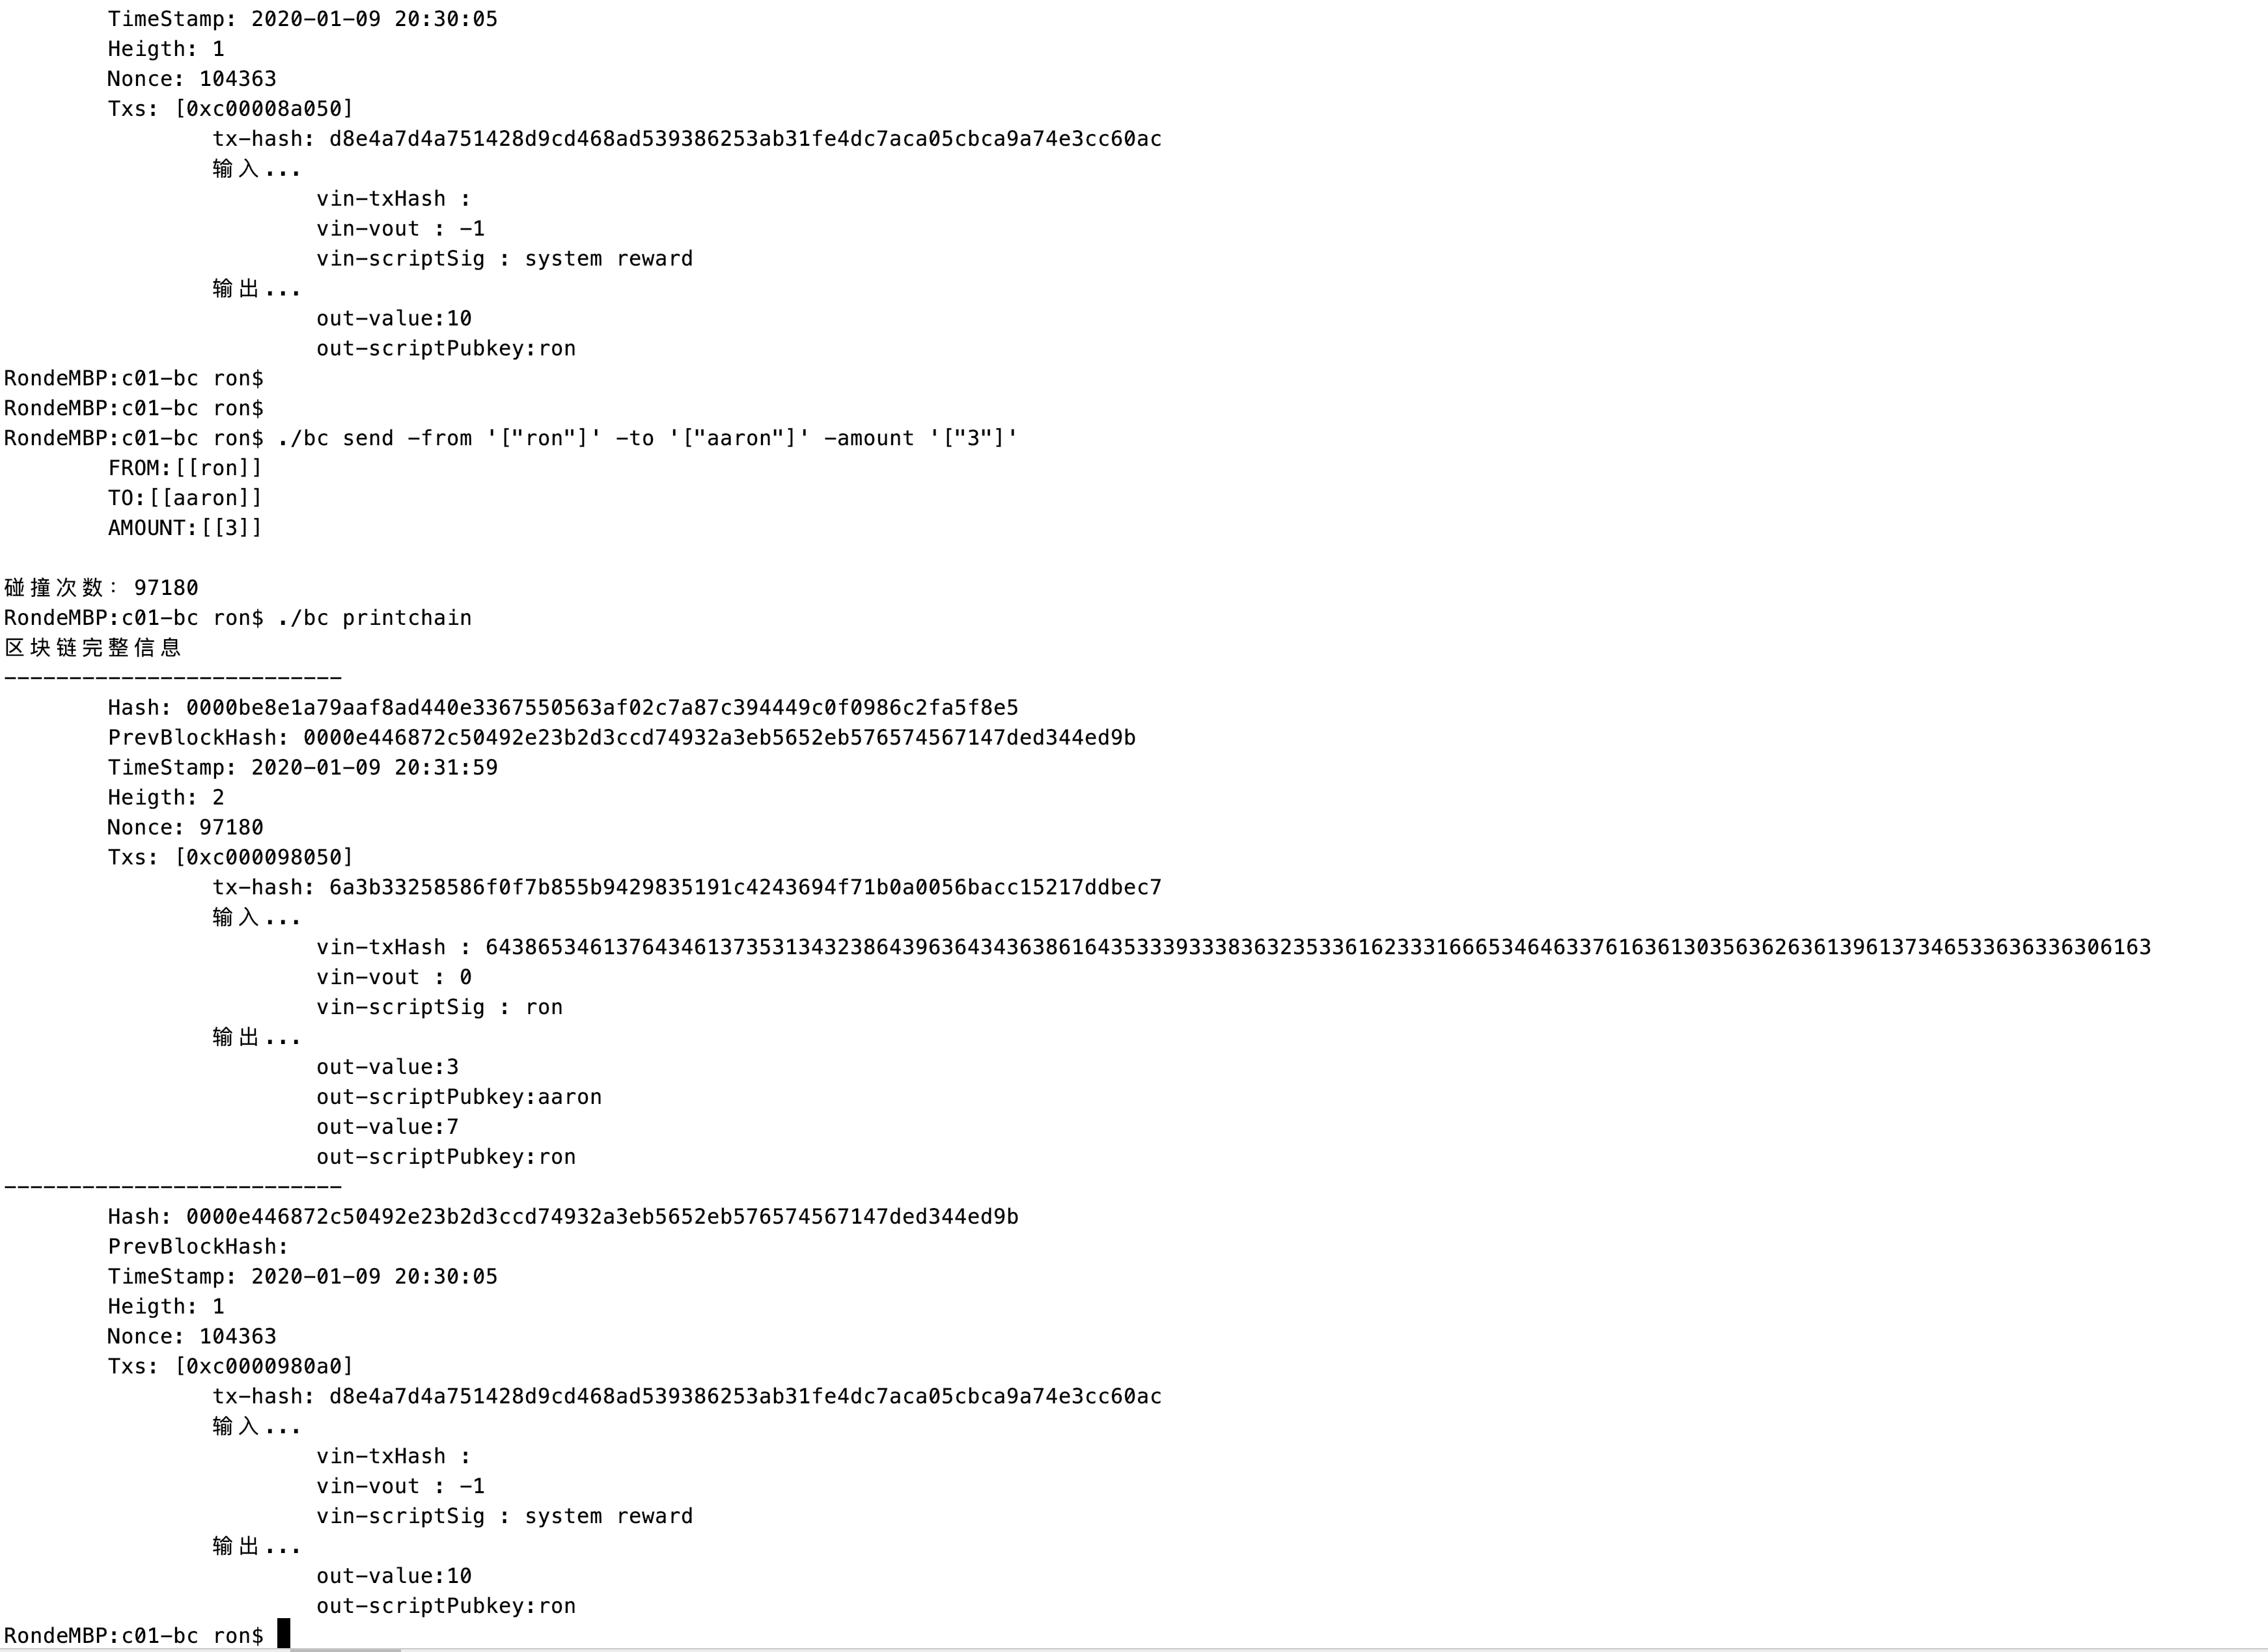 TimeStamp: 2020-01-09 20:30:05
Heigth: 1
Nonce: 104363
Txs: [0xc00008a050]
tx-hash: d8e4a7d4a751428d9cd468ad539386253ab31fe4dc7aca05cbca9a74e3cc60ac
输入...
vin-txHash :
vin-vout : -1
vin-scriptSig : system reward
输出...
out-value:10
out-scriptPubkey:ron
RondeMBP:c01-bc ron$
RondeMBP:c01-bc ron$
RondeMBP:c01-bc ron$ ./bc send -from '["ron"]' -to '["aaron"]' -amount '["3"]'
FROM:[[ron]]
TO:[[aaron]]
AMOUNT:[[3]]
碰撞次数: 97180
RondeMBP:c01-bc ron$ ./bc printchain
区块链完整信息
--------------------------
Hash: 0000be8e1a79aaf8ad440e3367550563af02c7a87c394449c0f0986c2fa5f8e5
PrevBlockHash: 0000e446872c50492e23b2d3ccd74932a3eb5652eb576574567147ded344ed9b
TimeStamp: 2020-01-09 20:31:59
Heigth: 2
Nonce: 97180
Txs: [0xc000098050]
tx-hash: 6a3b33258586f0f7b855b9429835191c4243694f71b0a0056bacc15217ddbec7
输入...
vin-txHash : 64386534613764346137353134323864396364343638616435333933383632353361623331666534646337616361303563626361396137346533636336306163
vin-vout : 0
vin-scriptSig : ron
输出...
out-value:3
out-scriptPubkey:aaron
out-value:7
out-scriptPubkey:ron
--------------------------
Hash: 0000e446872c50492e23b2d3ccd74932a3eb5652eb576574567147ded344ed9b
PrevBlockHash:
TimeStamp: 2020-01-09 20:30:05
Heigth: 1
Nonce: 104363
Txs: [0xc0000980a0]
tx-hash: d8e4a7d4a751428d9cd468ad539386253ab31fe4dc7aca05cbca9a74e3cc60ac
输入...
vin-txHash :
vin-vout : -1
vin-scriptSig : system reward
输出...
out-value:10
out-scriptPubkey:ron
RondeMBP:c01-bc ron$